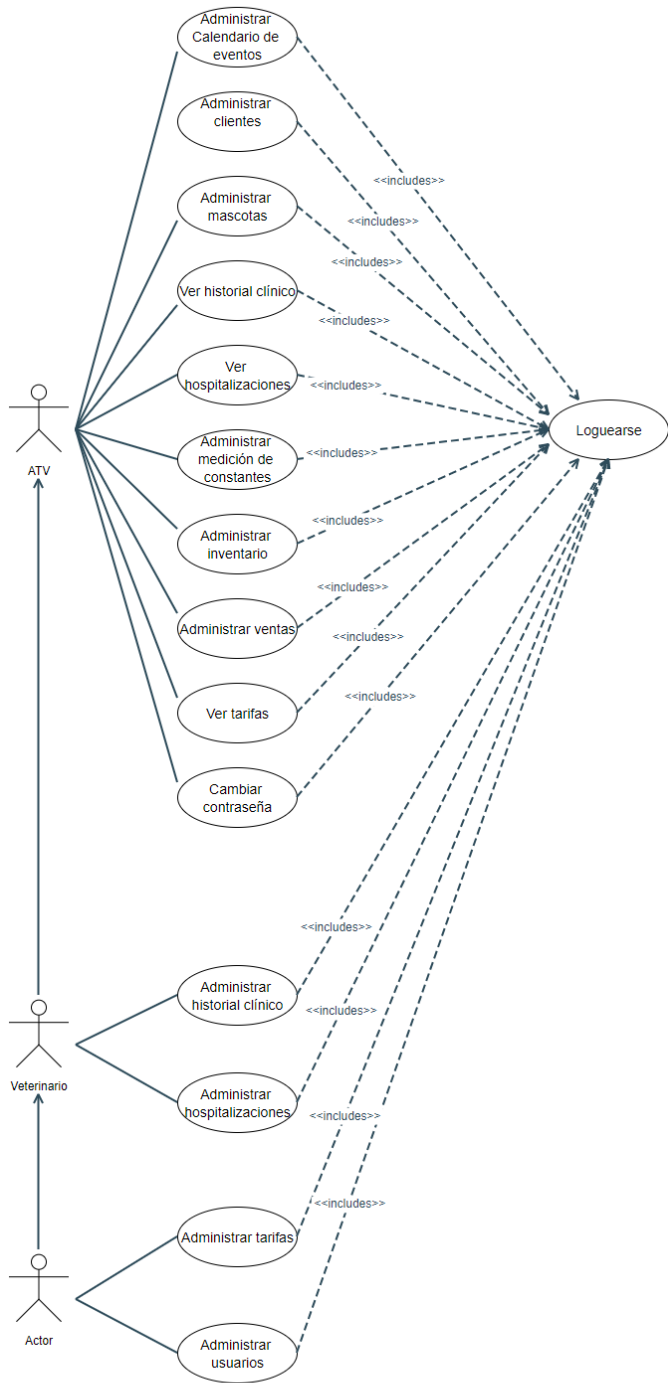 Administrar
Calendario de
eventos
Administrar
clientes
<<includes>>
Administrar
mascotas
<<includes>>
<<includes>>
Ver historial clínico
<<includes>>
Ver
hospitalizaciones
<<includes>>
ATV
Administrar
medición de
constantes
<<includes>>
Loguearse
Administrar
inventario
<<includes>>
Administrar ventas
<<includes>>
<<includes>>
Ver tarifas
<<includes>>
Cambiar
contraseña
<<includes>>
Administrar
historial clínico
<<includes>>
Veterinario
Administrar
hospitalizaciones
<<includes>>
Administrar tarifas
<<includes>>
Actor
Administrar
usuarios